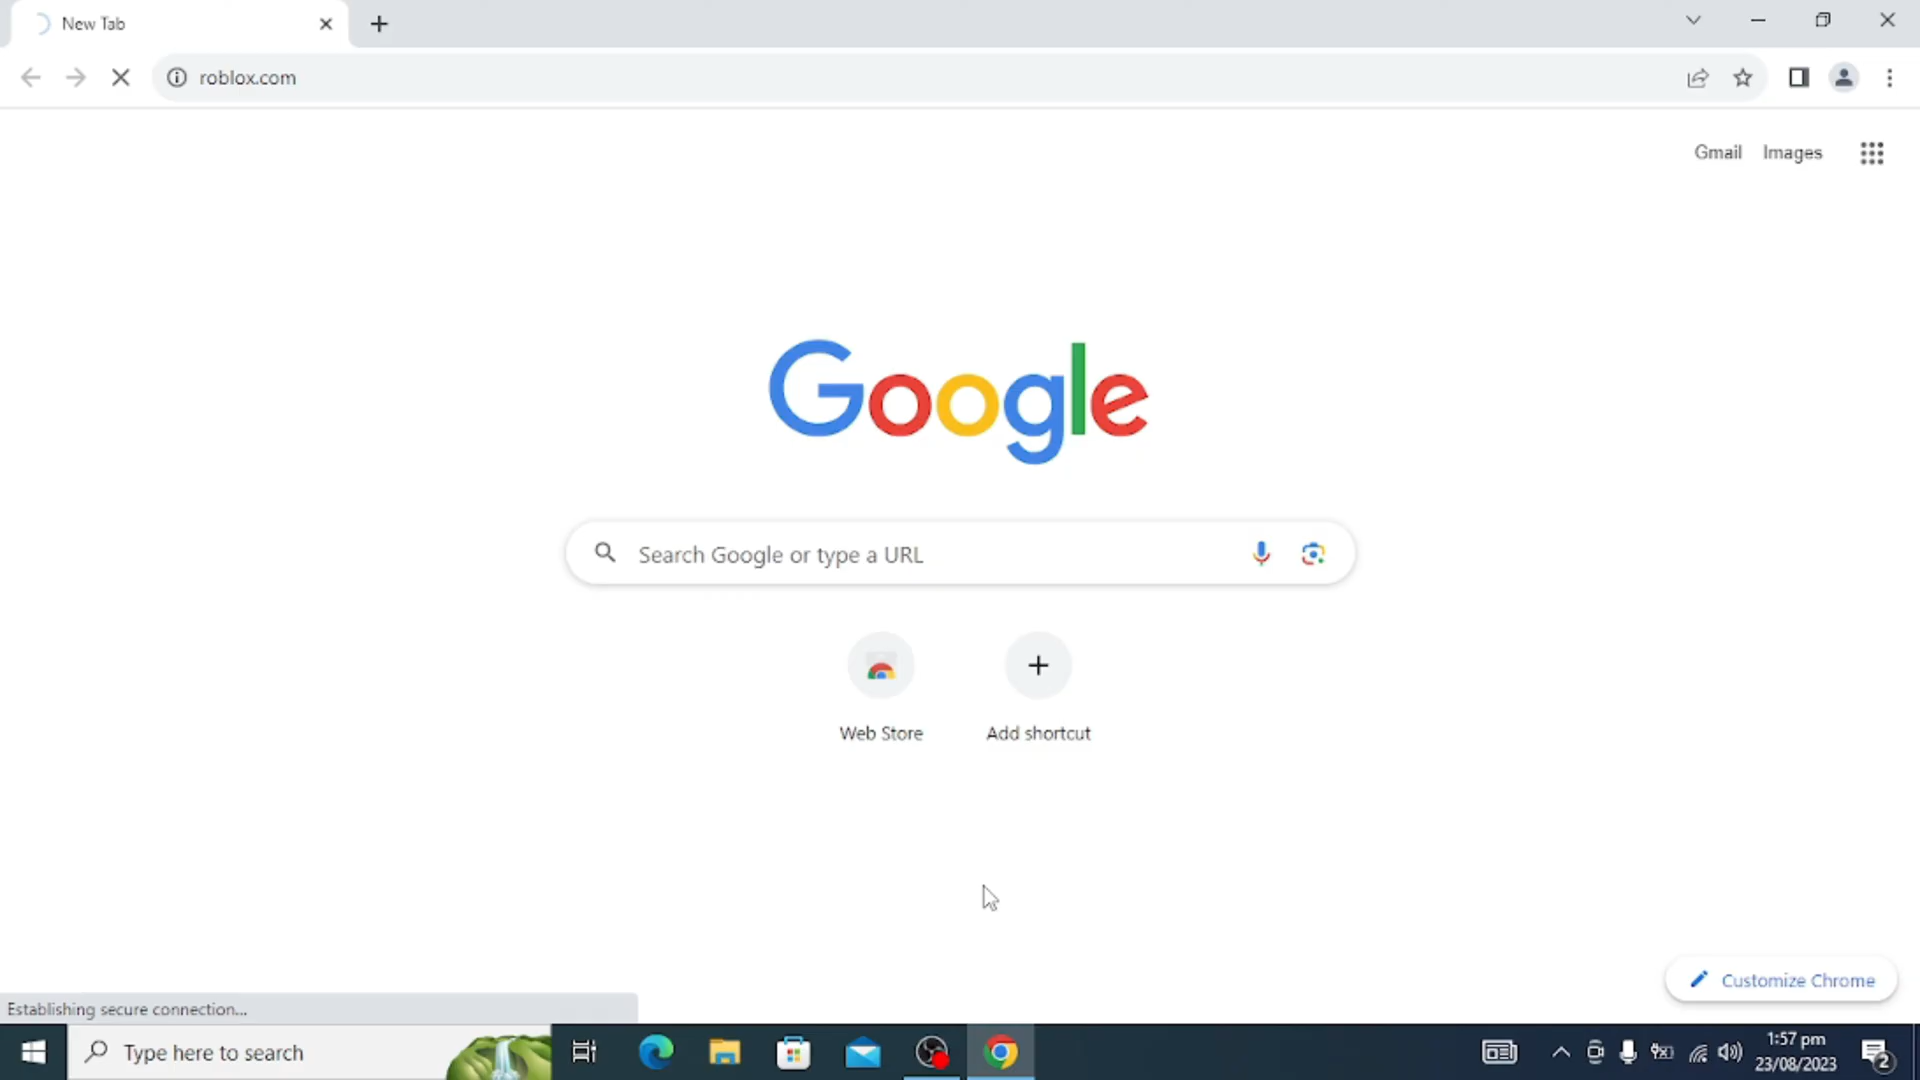 New Tab
roblox.com
Gmail Images
Google
Search Google or type a URL
Web Store
Add shortcut
Customize Chrome
Establishing secure connection...
Type here to search
1:57 pm
23/08/2023
2